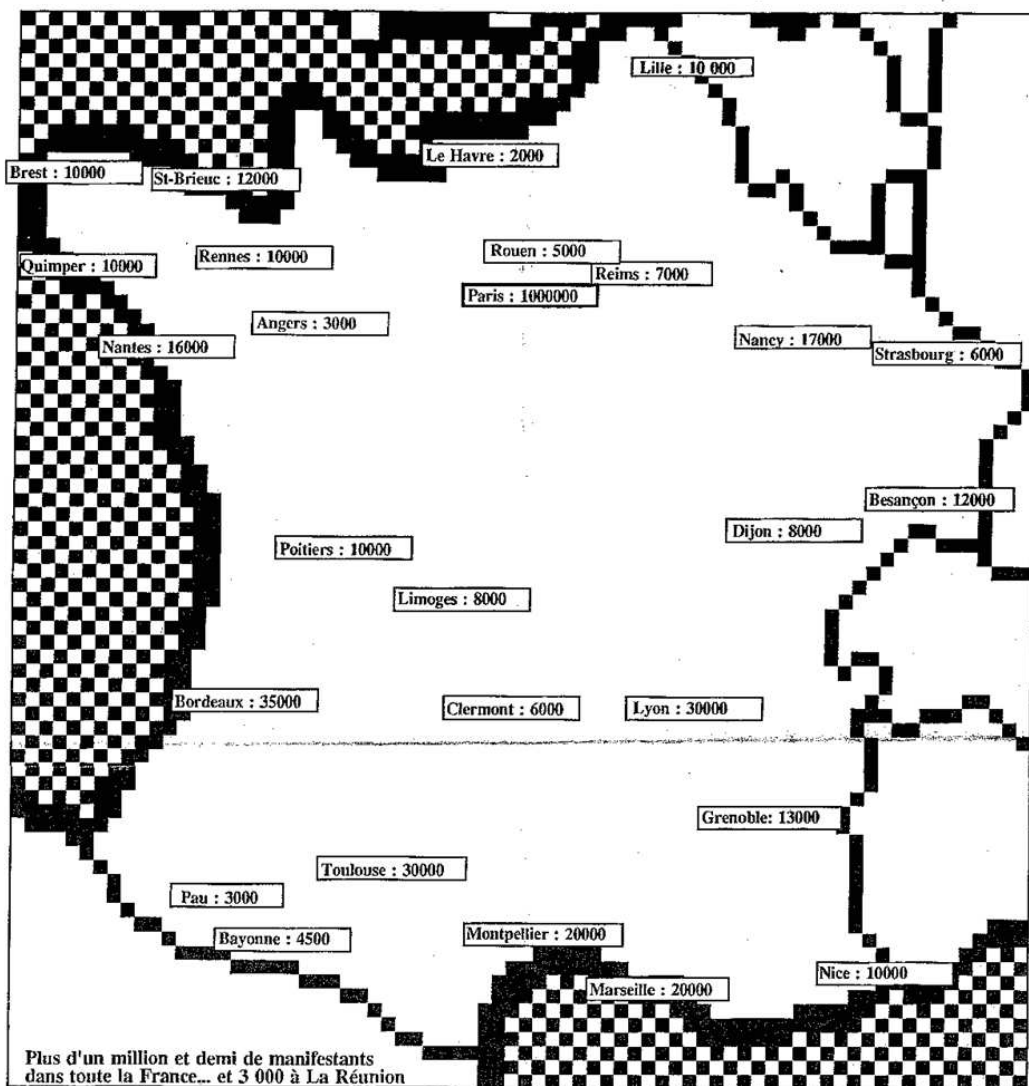 Lille : 10 000
Le Havre : 2000
Brest : 10000
St-Brieuc : 12000
Rennes : 10000
Rouen : 5000
Quimper : 10000
Reims : 7000
Paris : 1000000
Angers : 3000
Nantes : 16000
Nancy : 17000
Strasbourg : 6000
Besançon : 12000
Dijon : 8000
Poitiers : 10000
Limoges : 8000
Bordeaux : 35000
Clermont : 6000
Lyon : 30000
Grenoble: 13000
Toulouse : 30000
Pau : 3000
Bayonne : 4500
Montpellier : 20000
Nice : 10000
Marseille : 20000
Plus d'un million et demi de manifestants
dans toute la France... et 3 000 à La Réunion